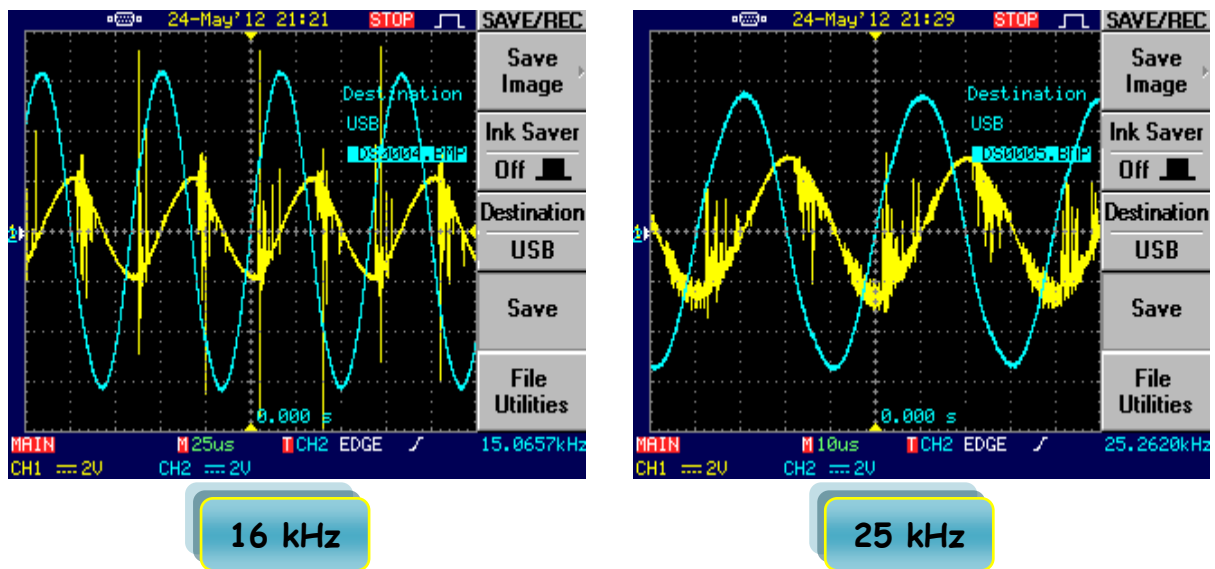 24-May'12 21:21 STOP SAVE/REC
Save
Image
Destination
USB
DS0004.BMP
Ink Saver
Off
Destination
USB
1
Save
File
Utilities
0.000 s
MAIN M 25us T CH2 EDGE 15.0657kHz
CH1 2V CH2 2V
16 kHz
24-May'12 21:29 STOP SAVE/REC
Save
Image
Destination
USB
DS0005.BMP
Ink Saver
Off
Destination
USB
1
Save
File
Utilities
0.000 s
MAIN M 10us T CH2 EDGE 25.2620kHz
CH1 2V CH2 2V
25 kHz